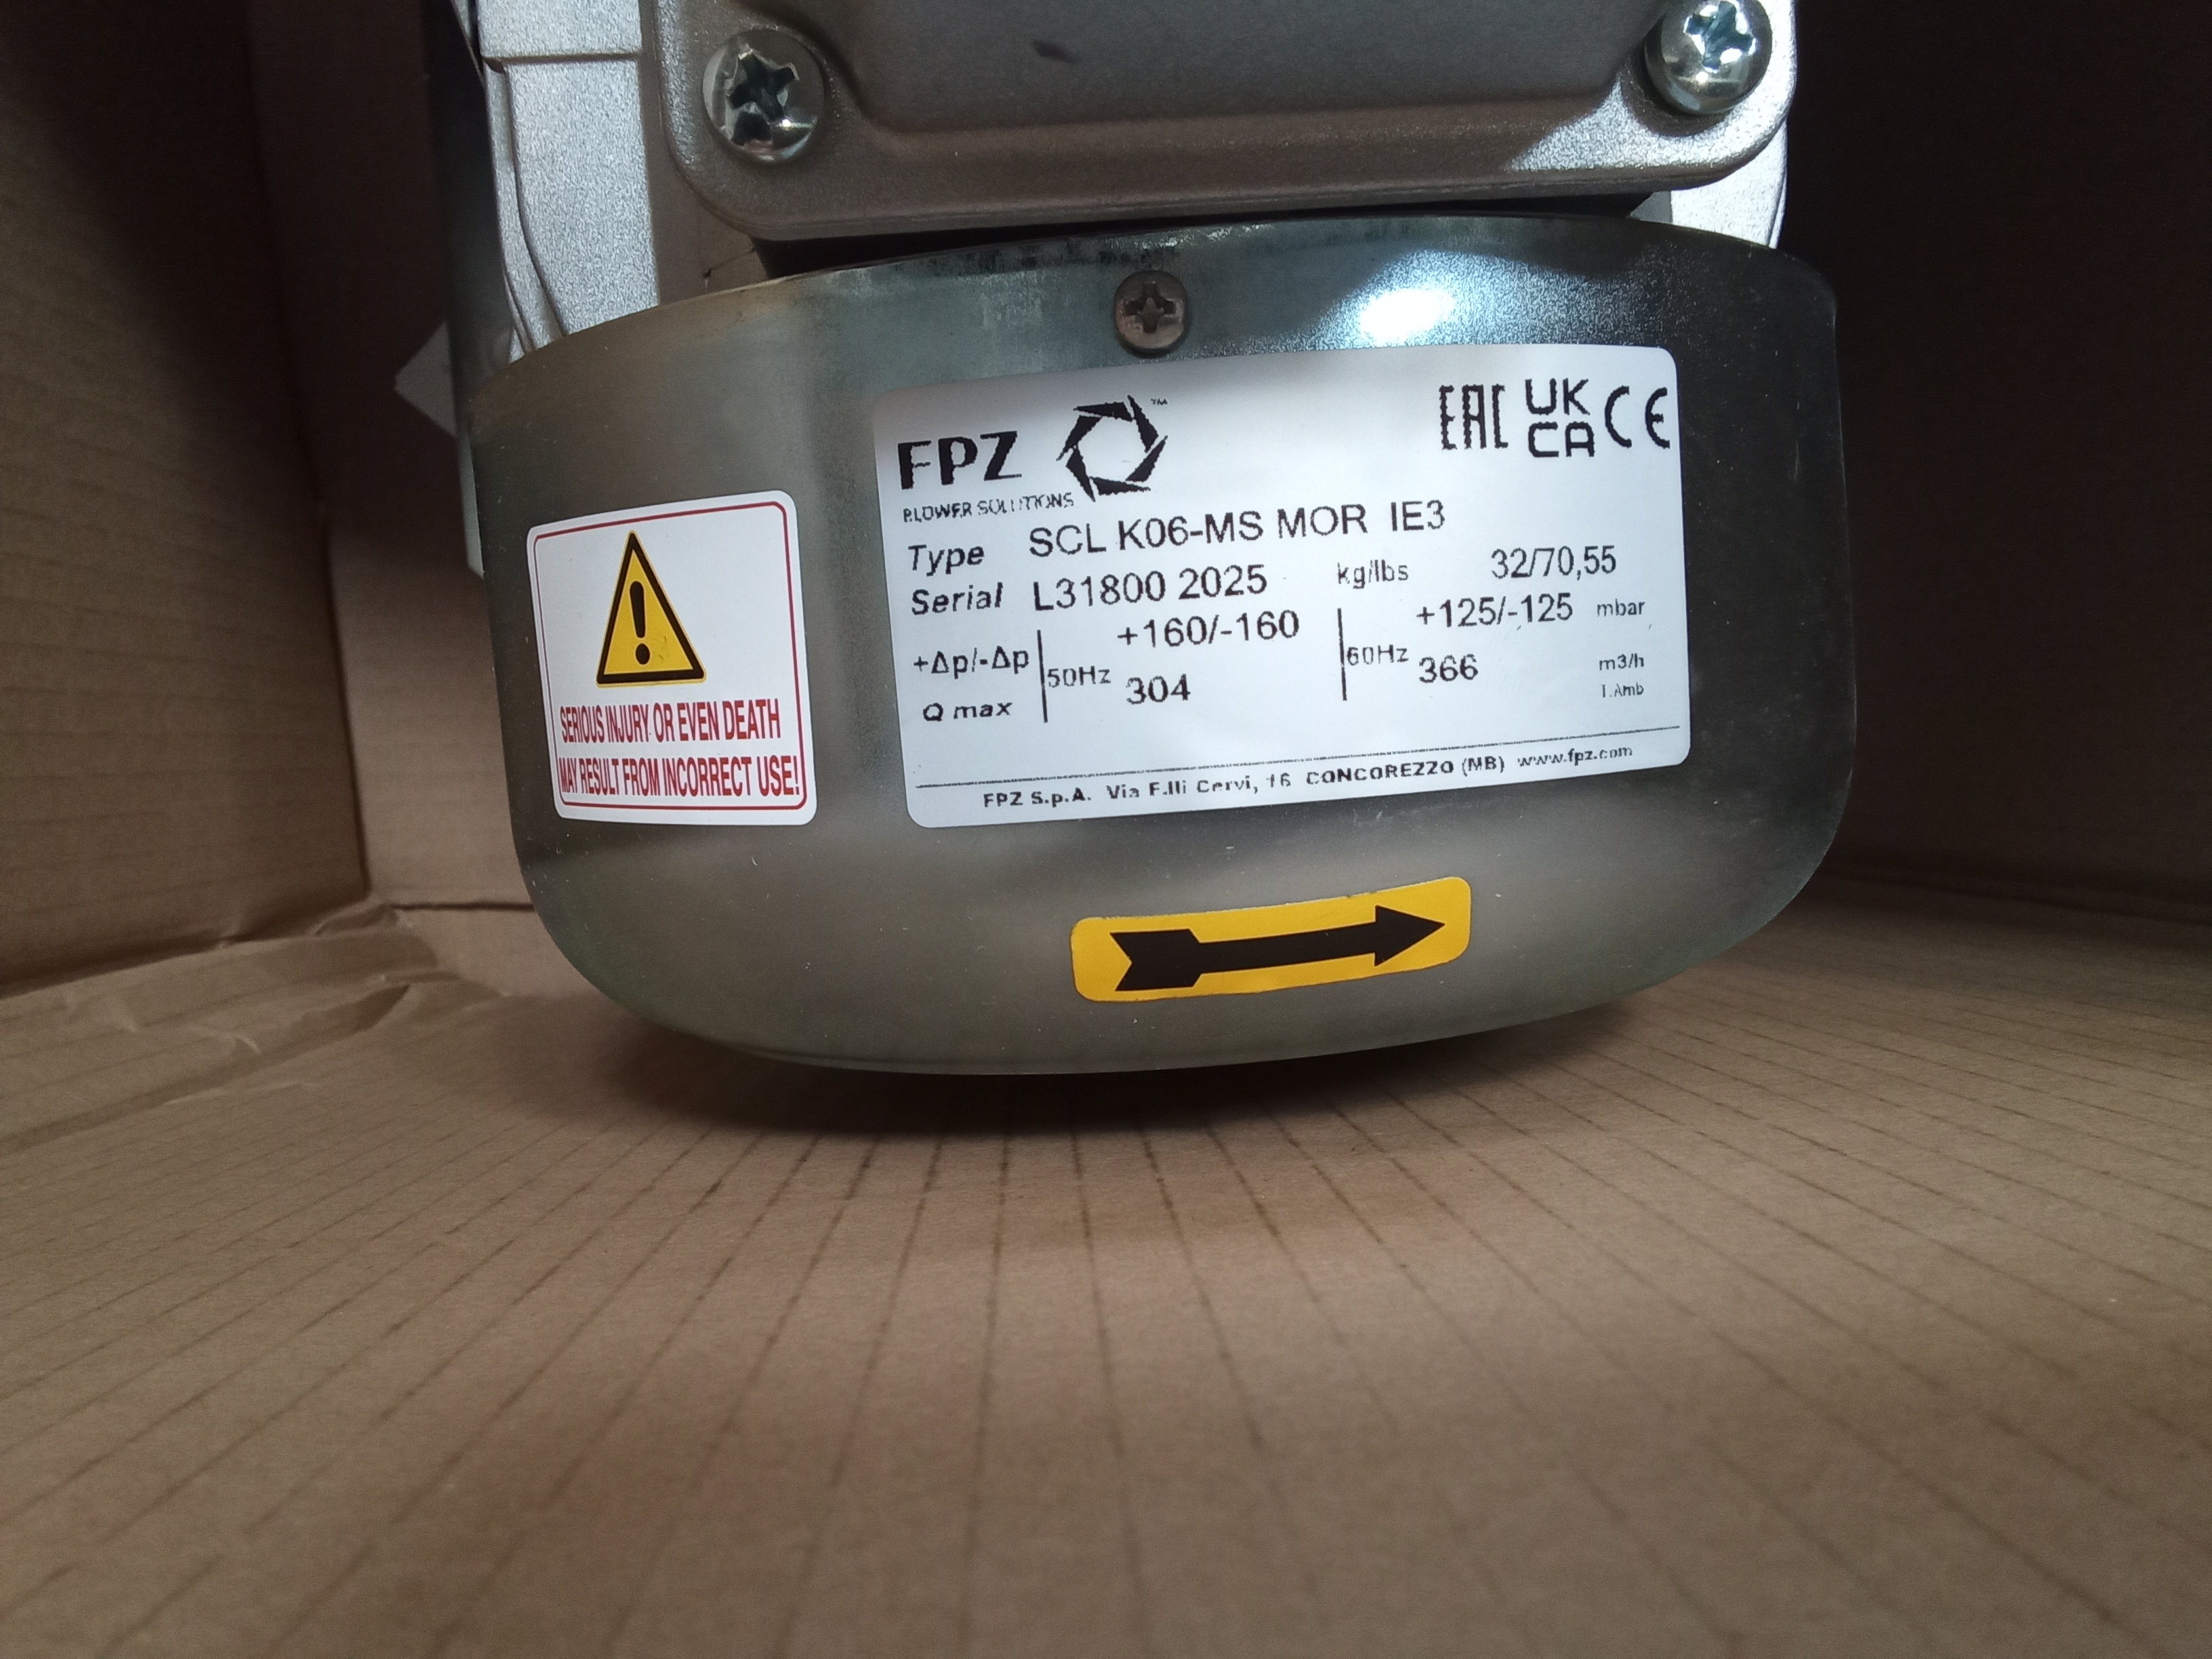 FPZ ™
BLOWER SOLUTIONS
EAC UK CA CE
Type SCL K06-MS MOR IE3
Serial L31800 2025 kg/lbs 32/70,55
+Δp/-Δp 50Hz +160/-160 60Hz +125/-125 mbar
Q max 304 366 m3/h
T.Amb
FPZ S.p.A. Via F.lli Cervi, 16 CONCOREZZO (MB) www.fpz.com
SERIOUS INJURY OR EVEN DEATH
MAY RESULT FROM INCORRECT USE!